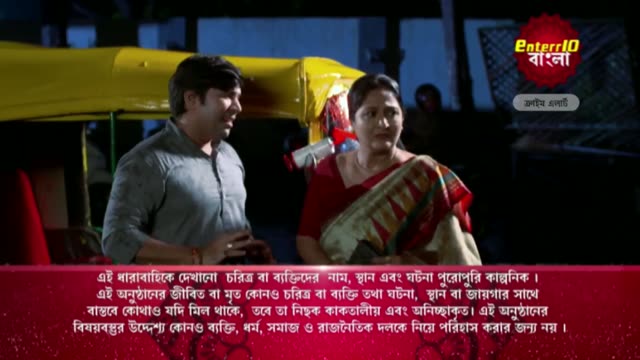 enterr10
বাংলা
ক্রাইম এলার্ট
এই ধারাবাহিকে দেখানো চরিত্র বা ব্যক্তিদের নাম, স্থান এবং ঘটনা পুরোপুরি কাল্পনিক ।
এই অনুষ্ঠানের জীবিত বা মৃত কোনও চরিত্র বা ব্যক্তি তথা ঘটনা, স্থান বা জায়গার সাথে
বাস্তবে কোথাও যদি মিল থাকে, তবে তা নিছক কাকতালীয় এবং অনিচ্ছাকৃত। এই অনুষ্ঠানের
বিষয়বস্তুর উদ্দেশ্য কোনও ব্যক্তি, ধর্ম, সমাজ ও রাজনৈতিক দলকে নিয়ে পরিহাস করার জন্য নয় ।